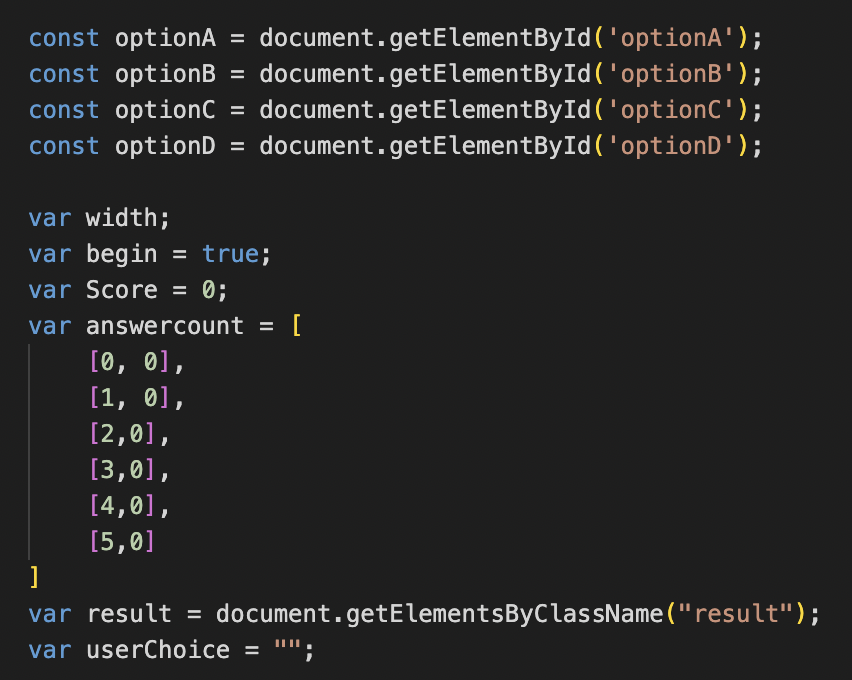 const optionA = document.getElementById('optionA');
const optionB = document.getElementById('optionB');
const optionC = document.getElementById('optionC');
const optionD = document.getElementById('optionD');
var width;
var begin = true;
var Score = 0;
var answercount = [
[0, 0],
[1, 0],
[2,0],
[3,0],
[4,0],
[5,0]
]
var result = document.getElementsByClassName("result");
var userChoice = "";